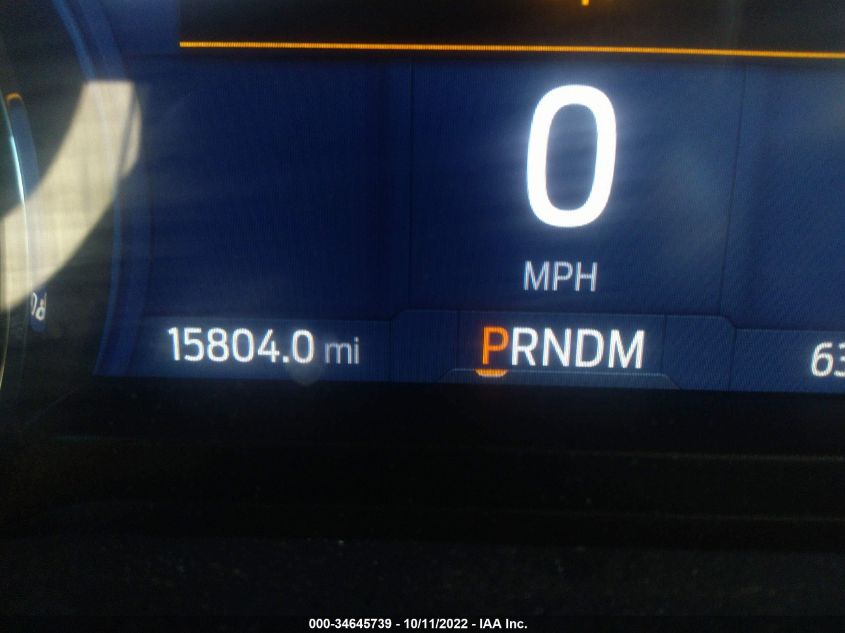 0
MPH
15804.0 mi
PRNDM
63
000-34645739 - 10/11/2022 - IAA Inc.